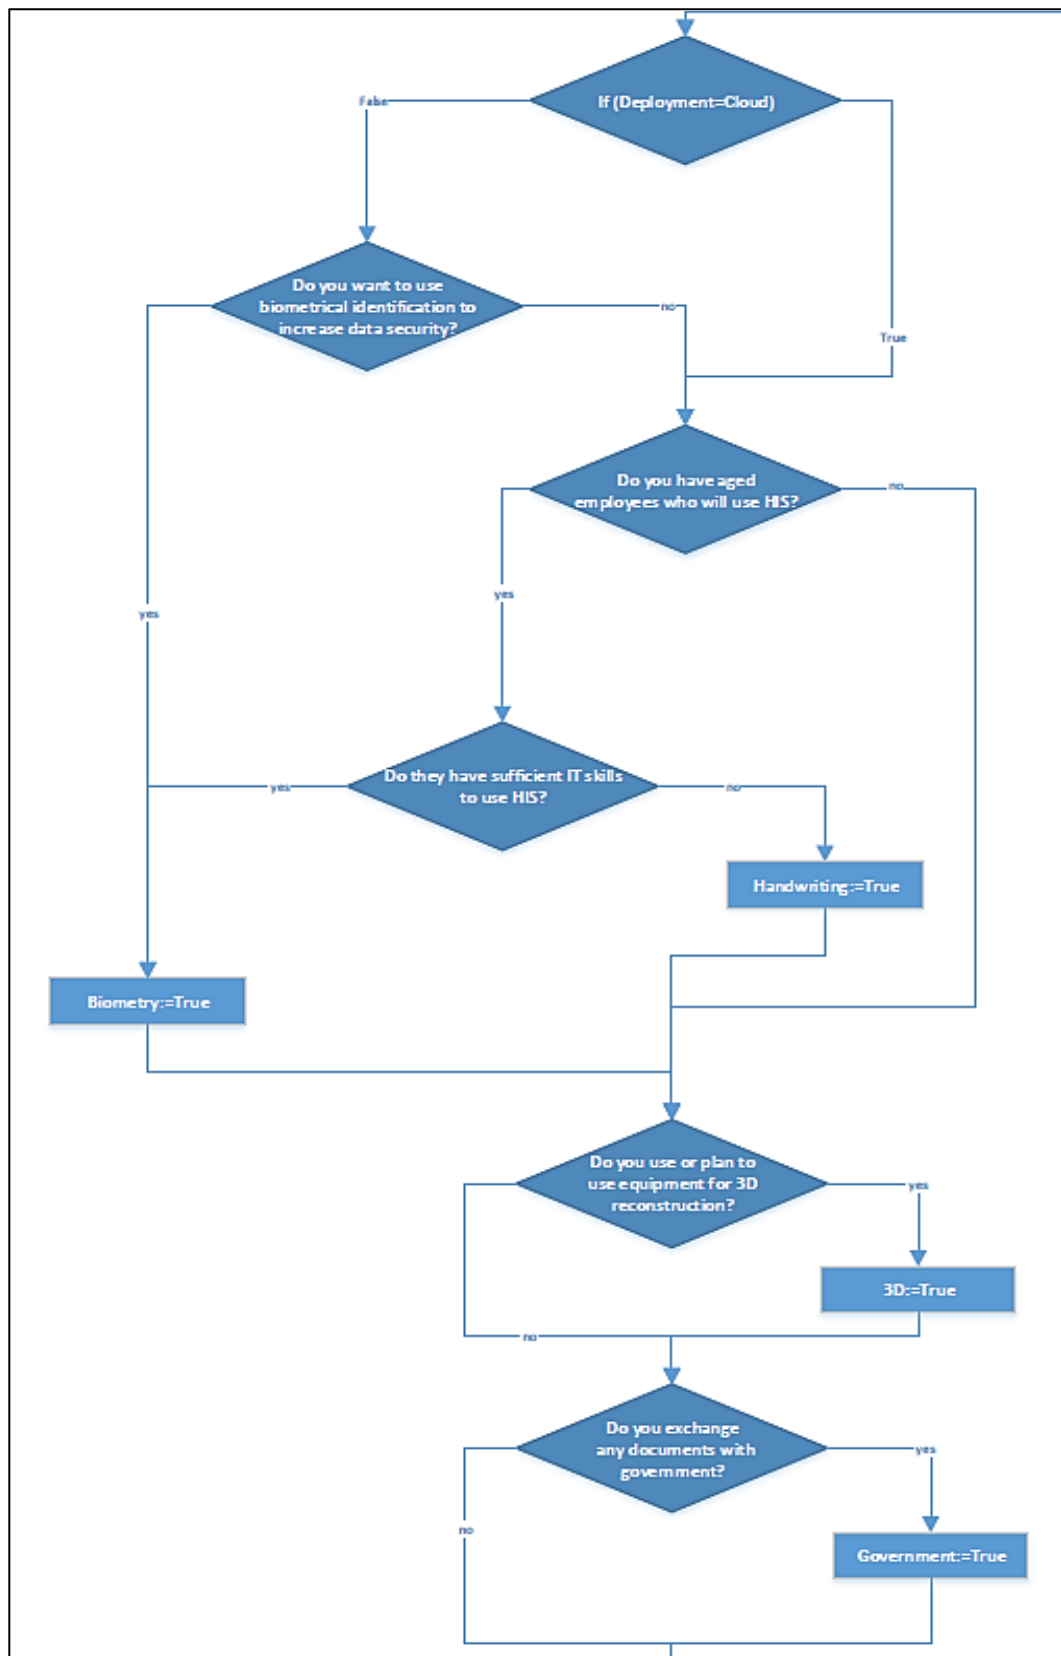 If (Deployment=Cloud)
False
True
Do you want to use
biometrical identification to
increase data security?
no
yes
Do you have aged
employees who will use HIS?
no
yes
Do they have sufficient IT skills
to use HIS?
yes
no
Handwriting:=True
Biometry:=True
Do you use or plan to
use equipment for 3D
reconstruction?
yes
3D:=True
no
Do you exchange
any documents with
government?
yes
no
Government:=True